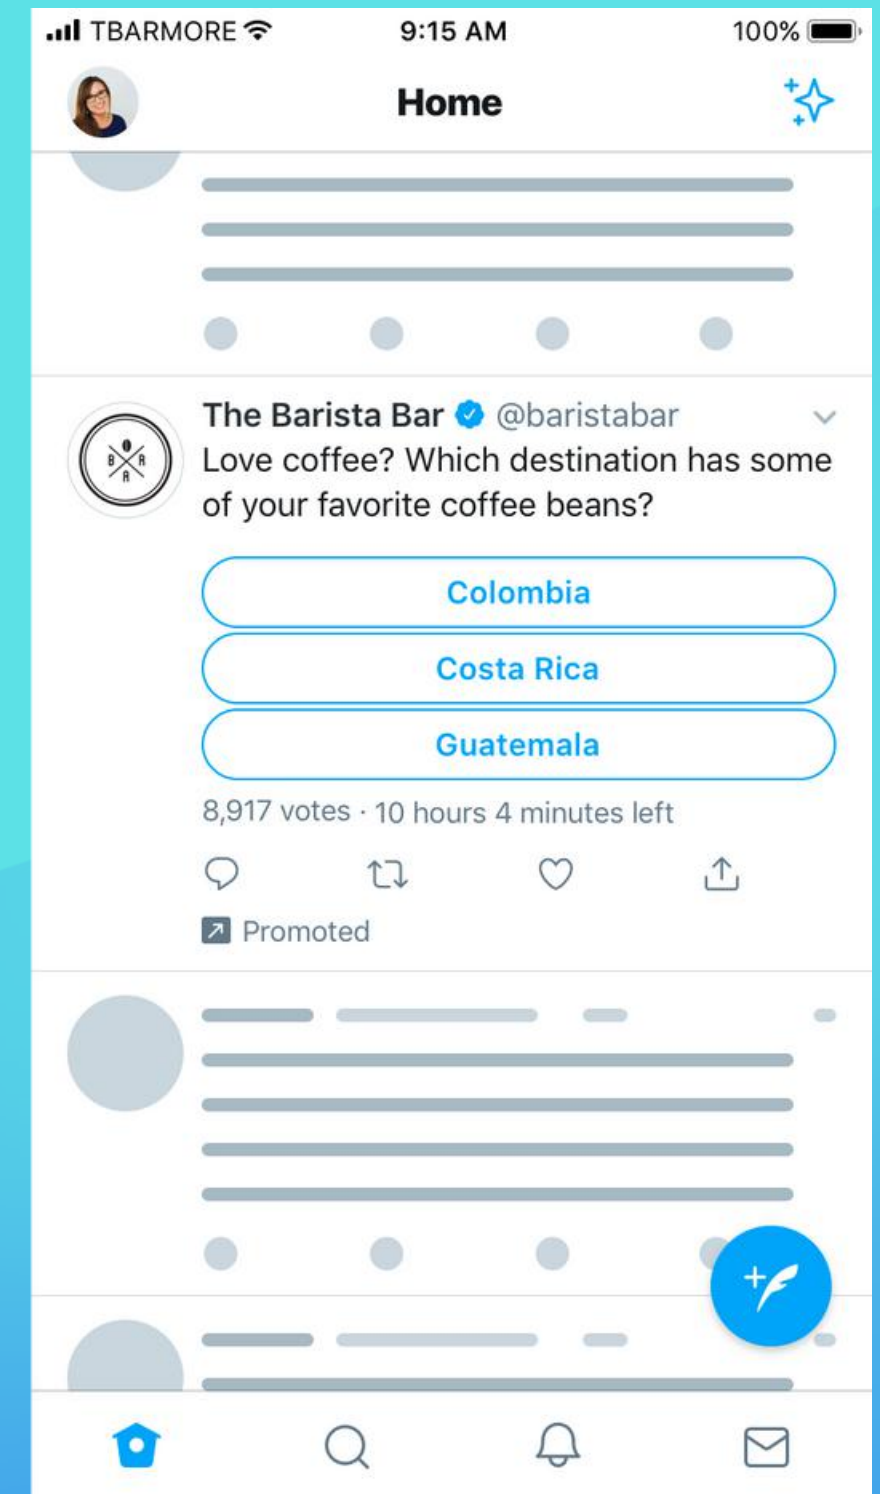 TBARMORE 9:15 AM 100%
Home
The Barista Bar @baristabar
Love coffee? Which destination has some
of your favorite coffee beans?
B A R
Colombia
Costa Rica
Guatemala
8,917 votes · 10 hours 4 minutes left
Promoted